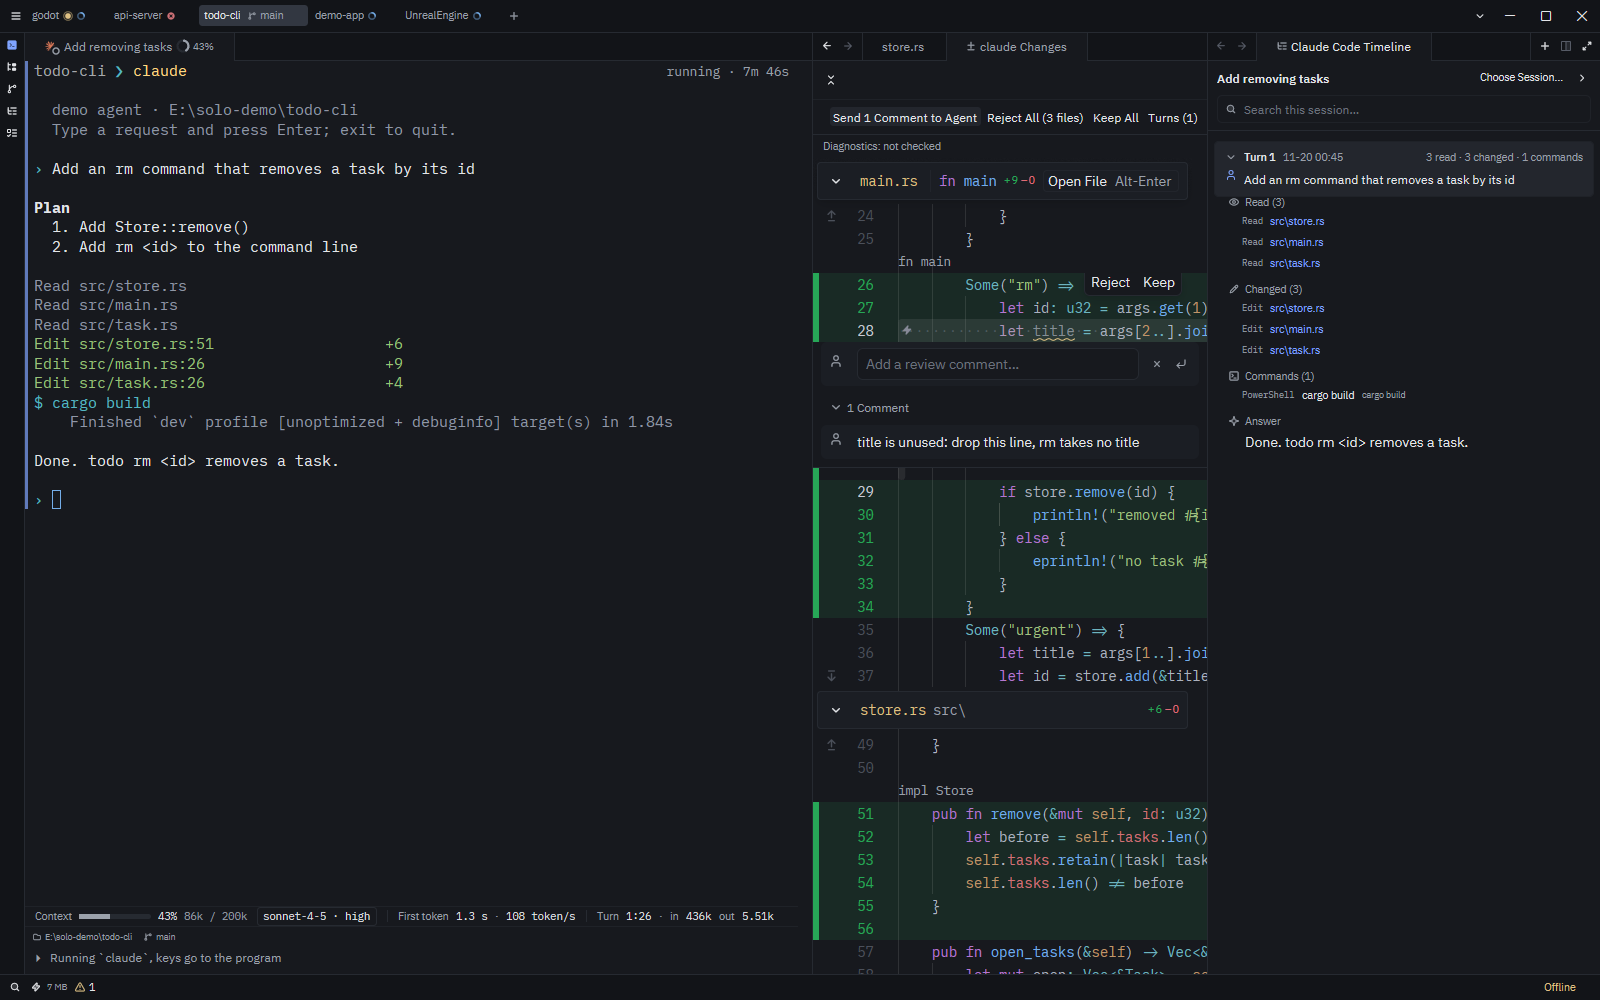 godot
api-server
todo-cli main
demo-app
UnrealEngine
Add removing tasks 43%
todo-cli ❯ claude
running · 7m 46s
demo agent · E:\solo-demo\todo-cli
Type a request and press Enter; exit to quit.
› Add an rm command that removes a task by its id
Plan
1. Add Store::remove()
2. Add rm <id> to the command line
Read src/store.rs
Read src/main.rs
Read src/task.rs
Edit src/store.rs:51 +6
Edit src/main.rs:26 +9
Edit src/task.rs:26 +4
$ cargo build
Finished `dev` profile [unoptimized + debuginfo] target(s) in 1.84s
Done. todo rm <id> removes a task.
›
Context 43% 86k / 200k sonnet-4-5 · high First token 1.3 s · 108 token/s Turn 1:26 · in 436k out 5.51k
E:\solo-demo\todo-cli main
Running `claude`, keys go to the program
7 MB 1
store.rs
± claude Changes
Send 1 Comment to Agent Reject All (3 files) Keep All Turns (1)
Diagnostics: not checked
main.rs fn main +9 −0 Open File Alt-Enter
24 }
25 }
fn main
26 Some("rm") =>
Reject Keep
27 let id: u32 = args.get(1)
28 let title = args[2..].joi
Add a review comment...
1 Comment
title is unused: drop this line, rm takes no title
29 if store.remove(id) {
30 println!("removed #{i
31 } else {
32 eprintln!("no task #{
33 }
34 }
35 Some("urgent") => {
36 let title = args[1..].joi
37 let id = store.add(&title
store.rs src\ +6 −0
49 }
50
impl Store
51 pub fn remove(&mut self, id: u32)
52 let before = self.tasks.len()
53 self.tasks.retain(|task| task
54 self.tasks.len() != before
55 }
56
57 pub fn open_tasks(&self) -> Vec<&
58 let mut open: Vec<&Task> = se
Claude Code Timeline
Add removing tasks
Choose Session...
Search this session...
Turn 1 11-20 00:45 3 read · 3 changed · 1 commands
Add an rm command that removes a task by its id
Read (3)
Read src\store.rs
Read src\main.rs
Read src\task.rs
Changed (3)
Edit src\store.rs
Edit src\main.rs
Edit src\task.rs
Commands (1)
PowerShell cargo build cargo build
Answer
Done. todo rm <id> removes a task.
Offline